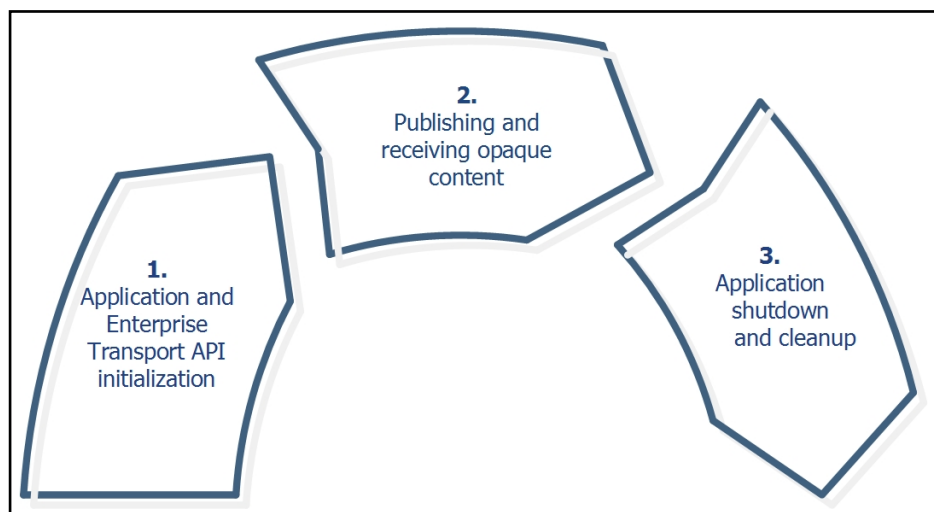 1.
Application and
Enterprise
Transport API
initialization
2.
Publishing and
receiving opaque
content
3.
Application
shutdown
and cleanup